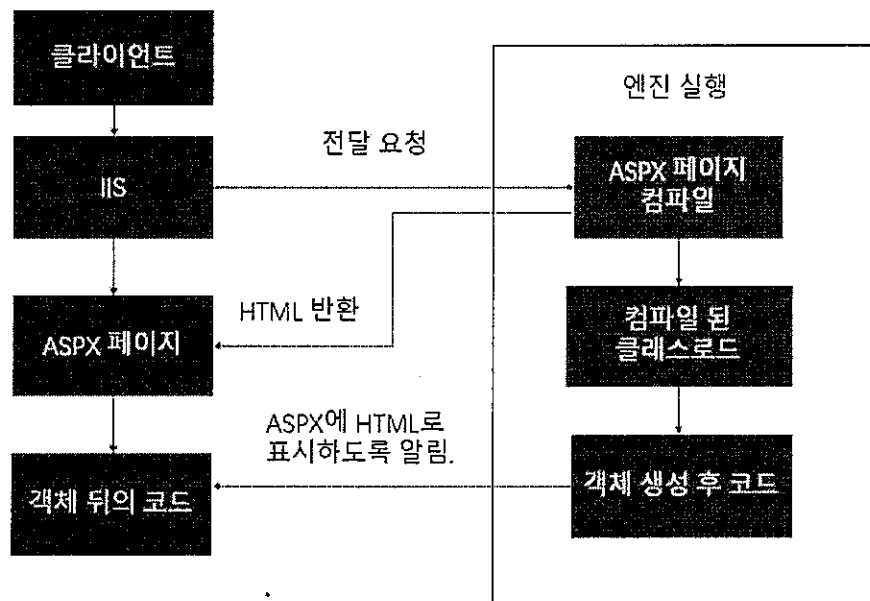 클라이언트
엔진 실행
전달 요청
IIS
ASPX 페이지
컴파일
HTML 반환
ASPX 페이지
컴파일 된
클래스로드
ASPX에 HTML로
표시하도록 알림.
객체 뒤의 코드
객체 생성 후 코드